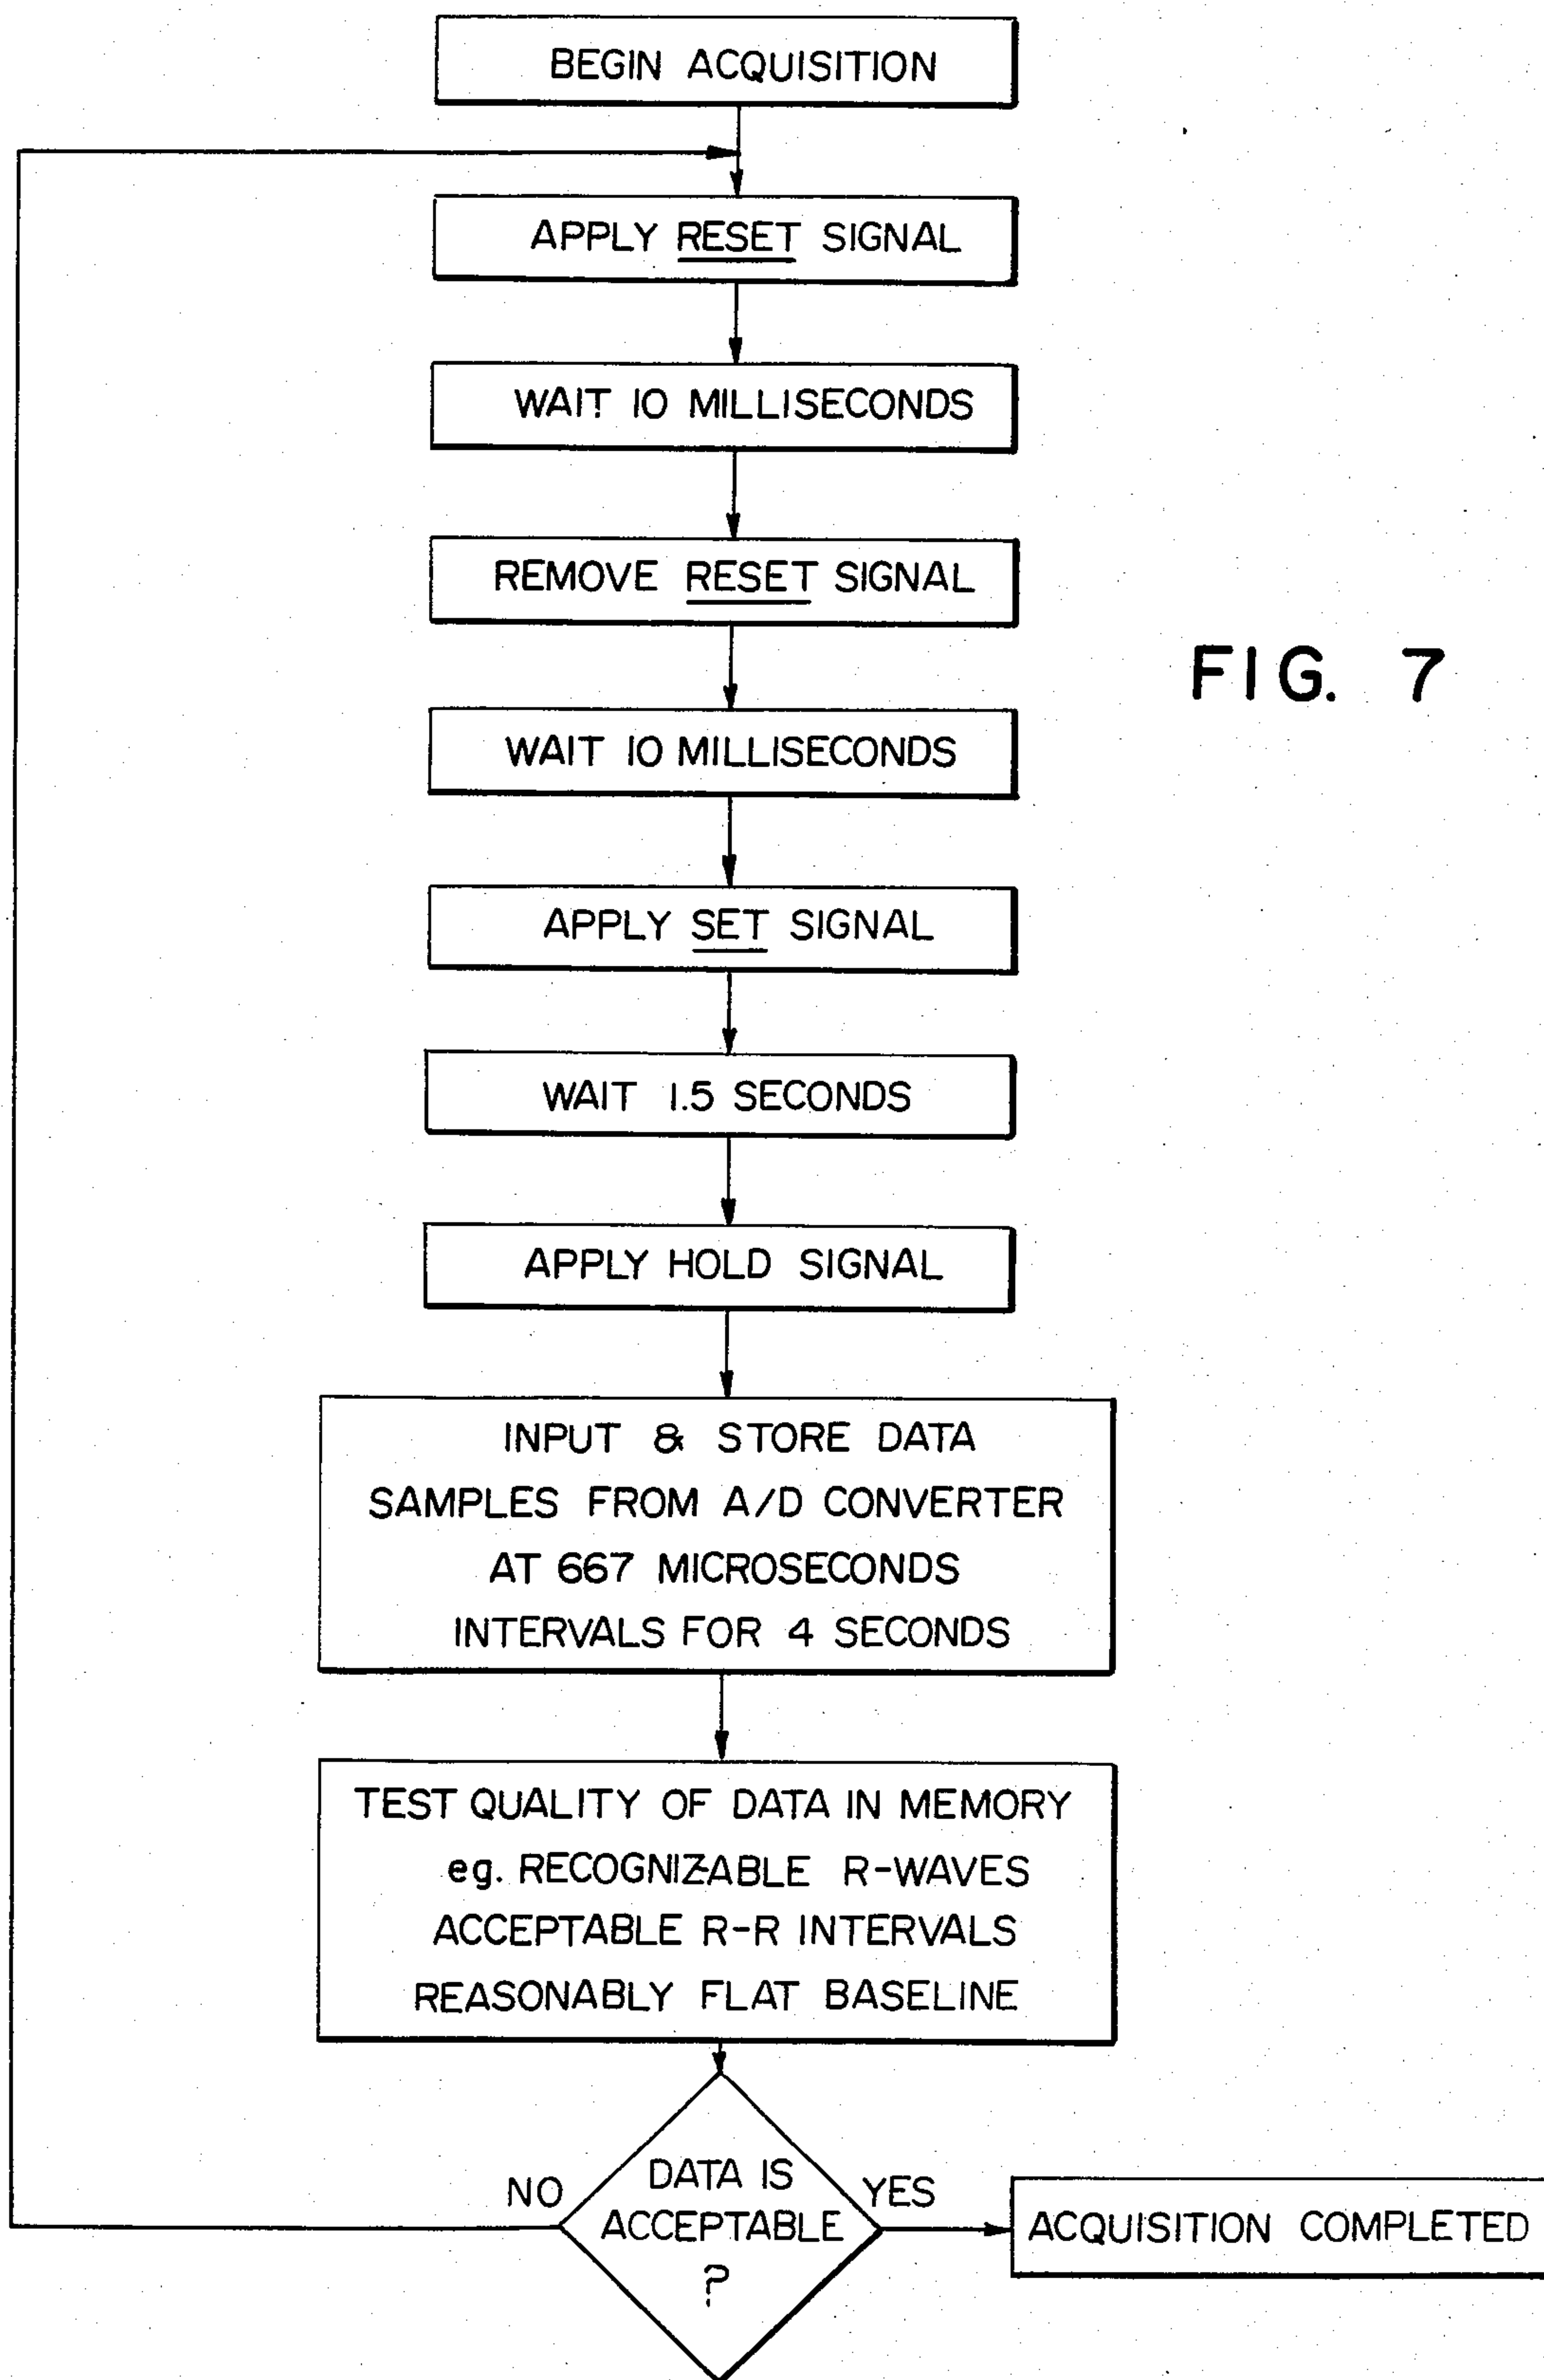 BEGIN ACQUISITION
APPLY RESET SIGNAL
WAIT 10 MILLISECONDS
REMOVE RESET SIGNAL
FIG. 7
WAIT 10 MILLISECONDS
APPLY SET SIGNAL
WAIT 1.5 SECONDS
APPLY HOLD SIGNAL
INPUT & STORE DATA
SAMPLES FROM A/D CONVERTER
AT 667 MICROSECONDS
INTERVALS FOR 4 SECONDS
TEST QUALITY OF DATA IN MEMORY
eg. RECOGNIZABLE R-WAVES
ACCEPTABLE R-R INTERVALS
REASONABLY FLAT BASELINE
NO
DATA IS
ACCEPTABLE
?
YES
ACQUISITION COMPLETED